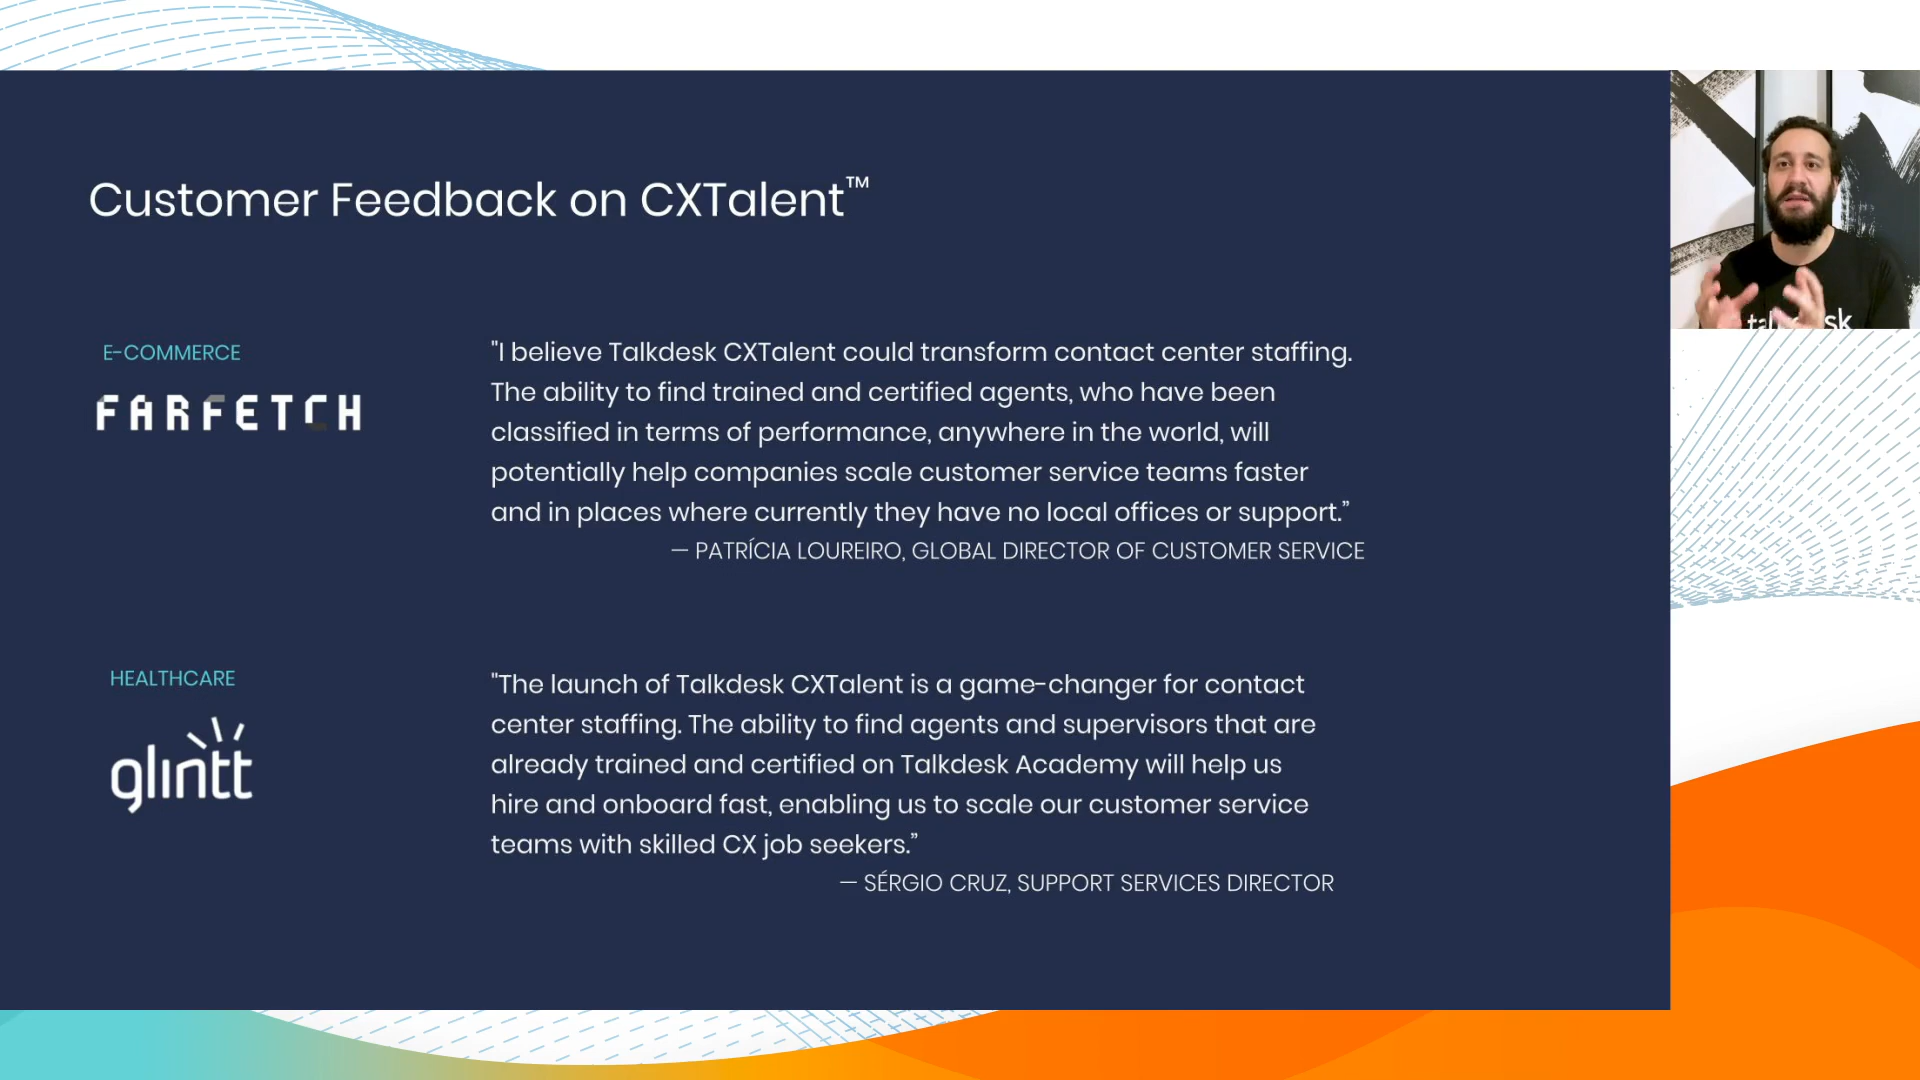 Customer Feedback on CXTalent™
E-COMMERCE
FARFETCH
"I believe Talkdesk CXTalent could transform contact center staffing.
The ability to find trained and certified agents, who have been
classified in terms of performance, anywhere in the world, will
potentially help companies scale customer service teams faster
and in places where currently they have no local offices or support.”
— PATRÍCIA LOUREIRO, GLOBAL DIRECTOR OF CUSTOMER SERVICE
HEALTHCARE
glintt
"The launch of Talkdesk CXTalent is a game-changer for contact
center staffing. The ability to find agents and supervisors that are
already trained and certified on Talkdesk Academy will help us
hire and onboard fast, enabling us to scale our customer service
teams with skilled CX job seekers.”
— SÉRGIO CRUZ, SUPPORT SERVICES DIRECTOR